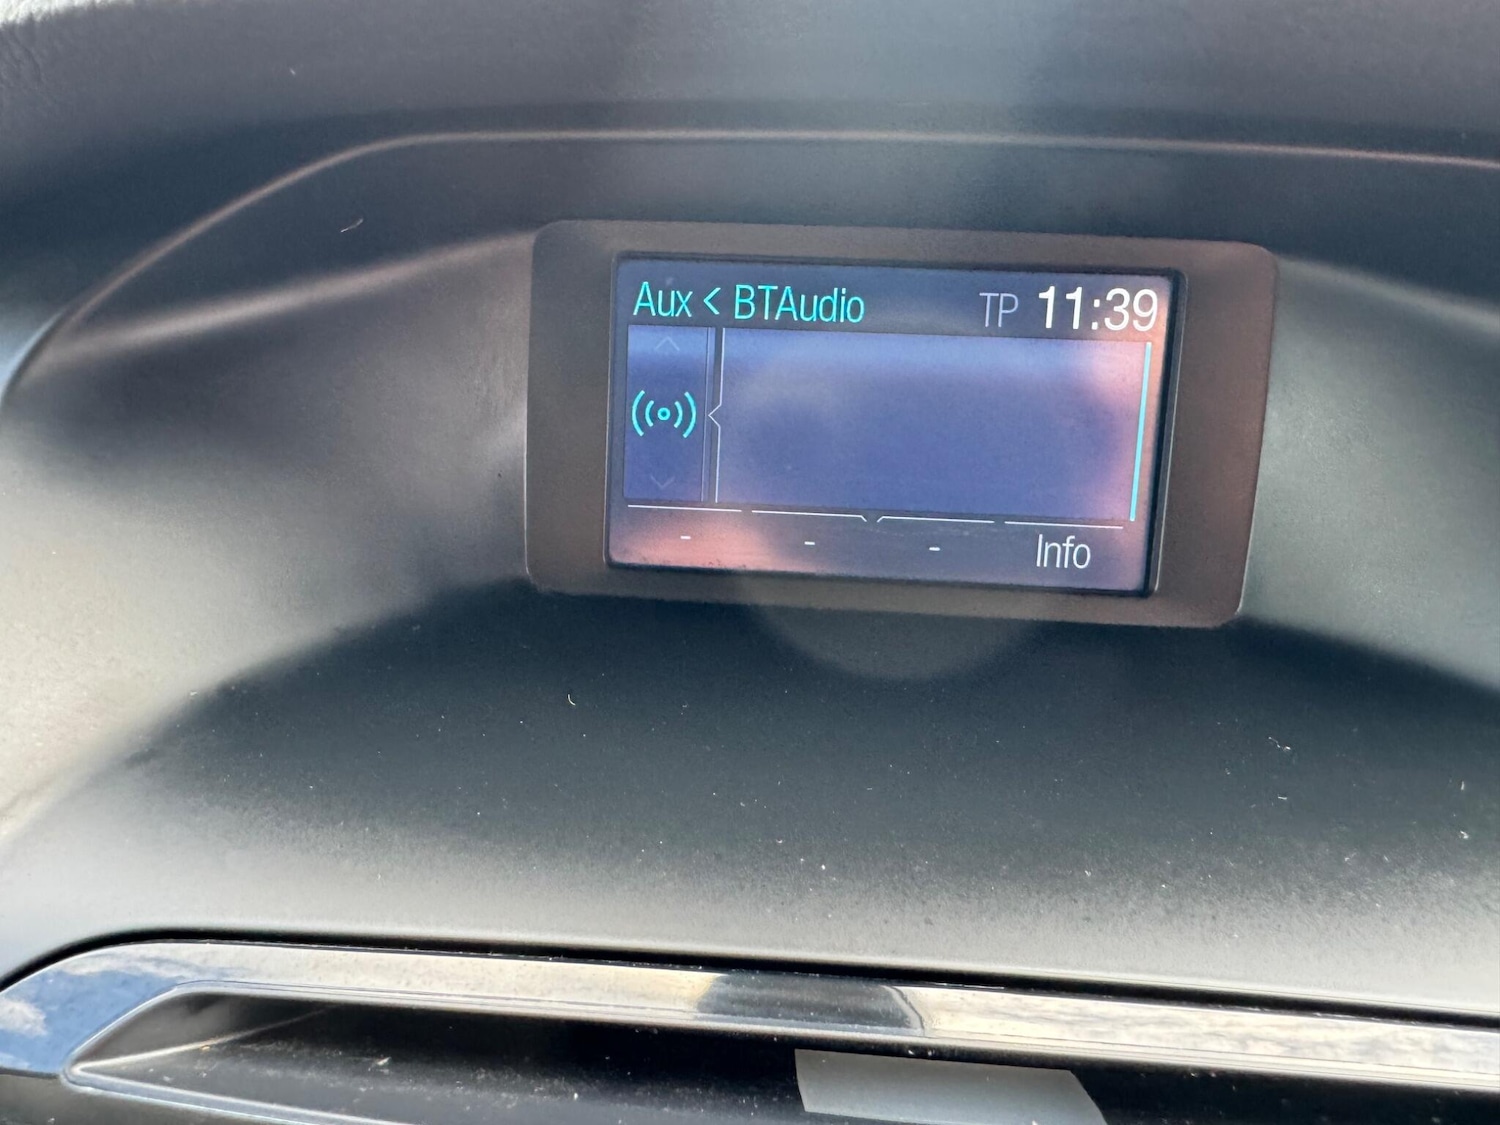 Aux < BTAudio TP 11:39
- - - Info